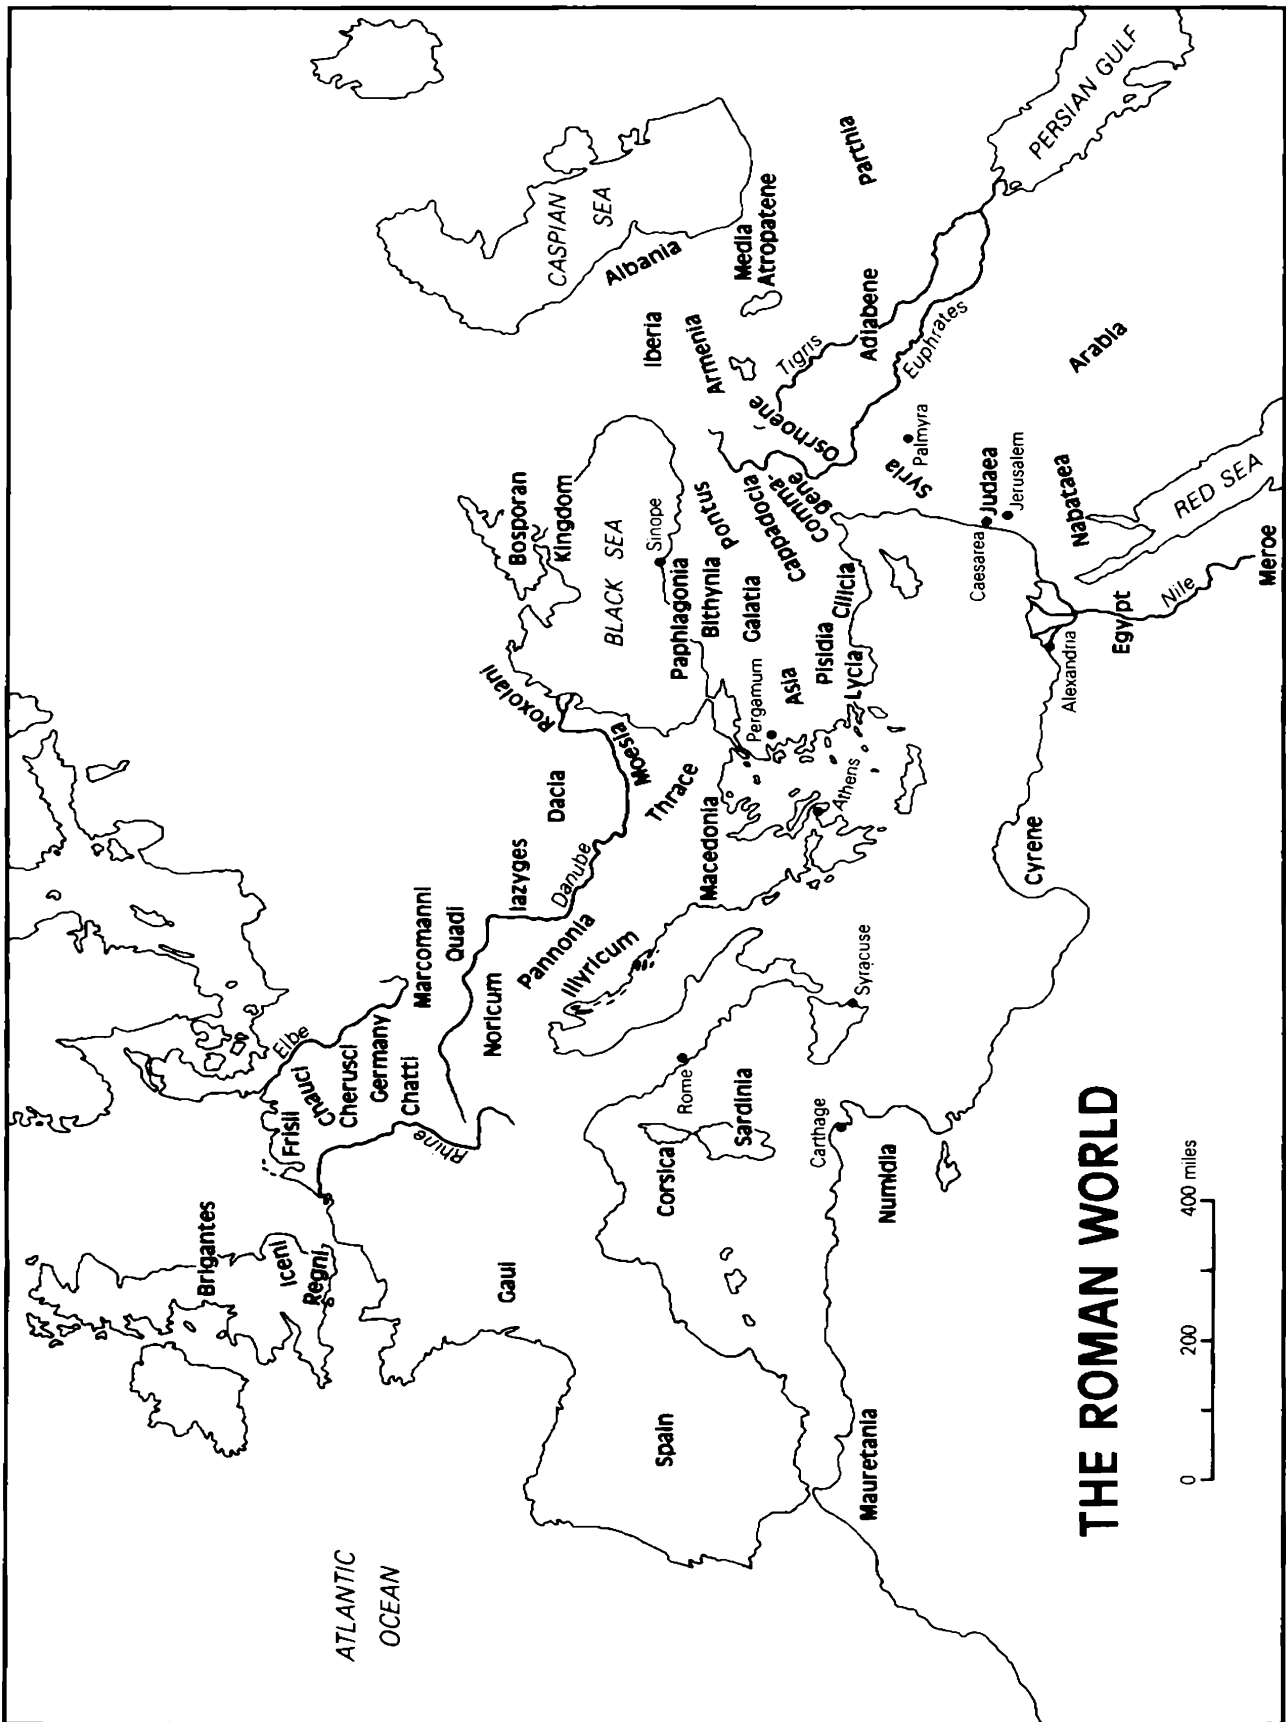 ATLANTIC
OCEAN
Brigantes
Iceni
Regni
Frisii
Chauci
Cherusci
Germany
Chatti
Elbe
Rhine
Marcomanni
Quadi
Noricum
Iazyges
Pannonia
Illyricum
Danube
Dacia
Roxolani
Moesia
Thrace
Macedonia
Gaul
Spain
Corsica
Sardinia
Rome
Syracuse
Carthage
Numidia
Mauretania
Athens
Pergamum
Asia
Bosporan
Kingdom
BLACK SEA
Sinope
Paphlagonia
Bithynia
Pontus
Galatia
Cappadocia
Comma-
gene
Pisidia
Cilicia
Lycia
CASPIAN
SEA
Albania
Iberia
Armenia
Media
Atropatene
Parthia
Osrhoene
Tigris
Adiabene
Euphrates
PERSIAN GULF
Syria
Palmyra
Caesarea
Judaea
Jerusalem
Nabataea
Arabia
RED SEA
Cyrene
Alexandria
Egypt
Nile
Meroe
THE ROMAN WORLD
0 200 400 miles